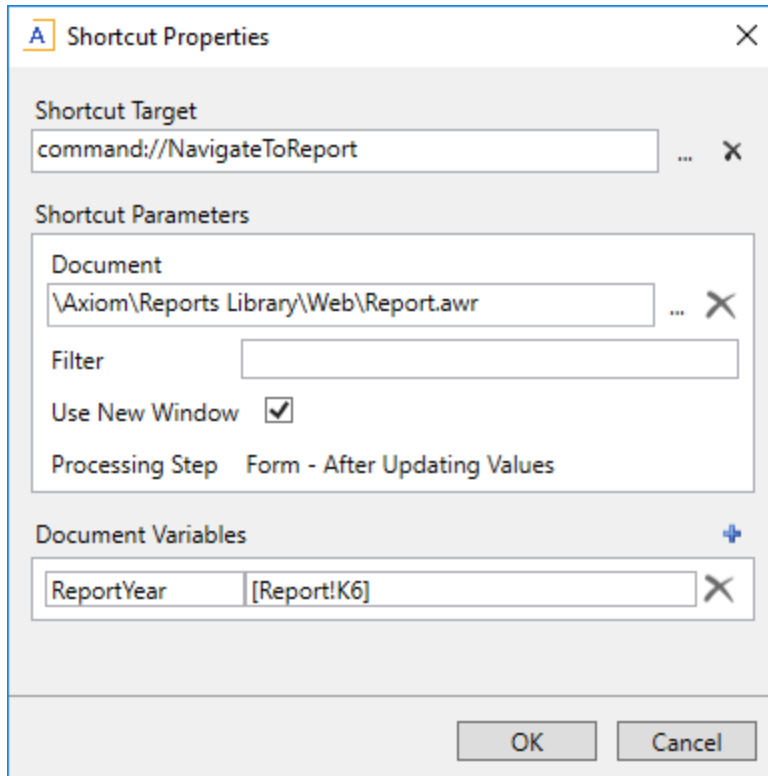 A Shortcut Properties
Shortcut Target
command://NavigateToReport ...
Shortcut Parameters
Document
\Axiom\Reports Library\Web\Report.awr ...
Filter
Use New Window
Processing Step Form - After Updating Values
Document Variables
ReportYear [Report!K6]
OK Cancel